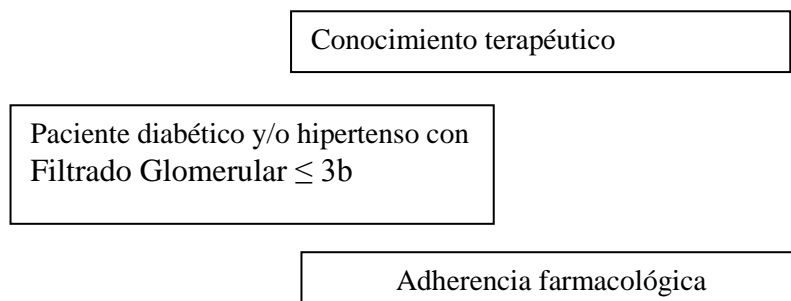 Conocimiento terapéutico
Paciente diabético y/o hipertenso con
Filtrado Glomerular ≤ 3b
Adherencia farmacológica